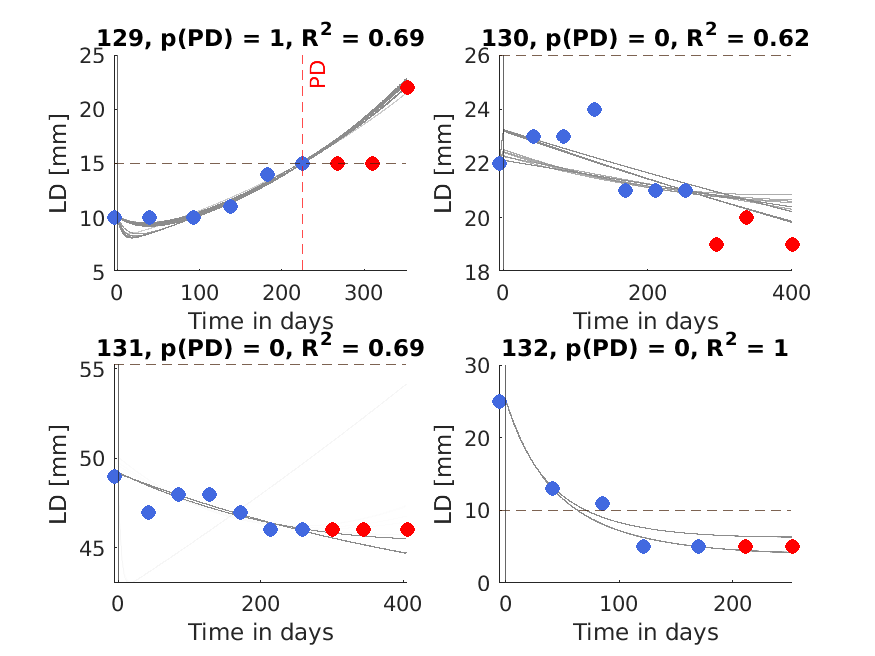 129, p(PD) = 1, R² = 0.69
25
20
15
10
5
LD [mm]
PD
0 100 200 300
Time in days
130, p(PD) = 0, R² = 0.62
26
24
22
20
18
LD [mm]
0 200 400
Time in days
131, p(PD) = 0, R² = 0.69
55
50
45
LD [mm]
0 200 400
Time in days
132, p(PD) = 0, R² = 1
30
20
10
0
LD [mm]
0 100 200
Time in days